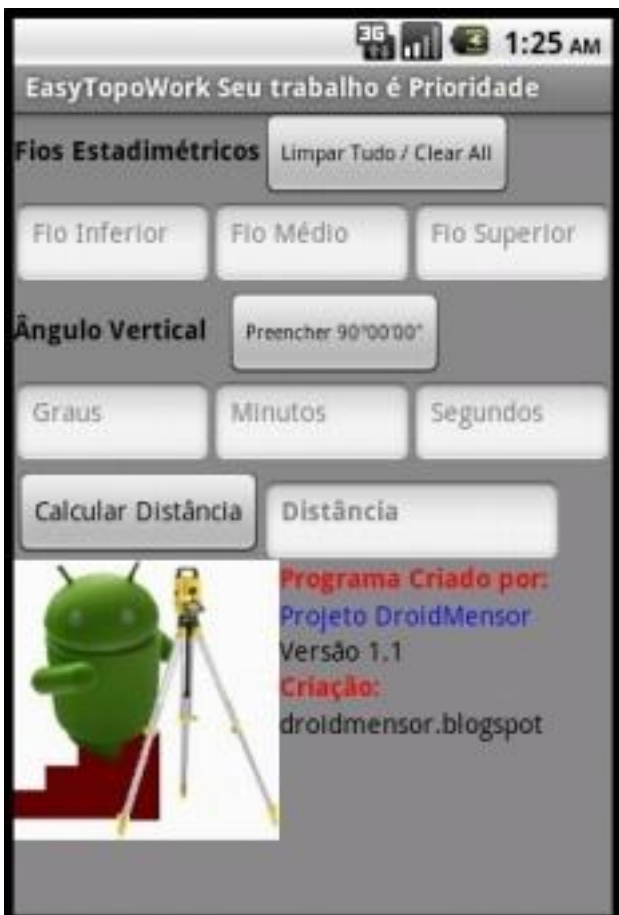 3G 1:25 AM
EasyTopoWork Seu trabalho é Prioridade
Fios Estadimétricos Limpar Tudo / Clear All
Fio Inferior Fio Médio Fio Superior
Ângulo Vertical Preencher 90°00'00"
Graus Minutos Segundos
Calcular Distância Distância
Programa Criado por:
Projeto DroidMensor
Versão 1.1
Criação:
droidmensor.blogspot